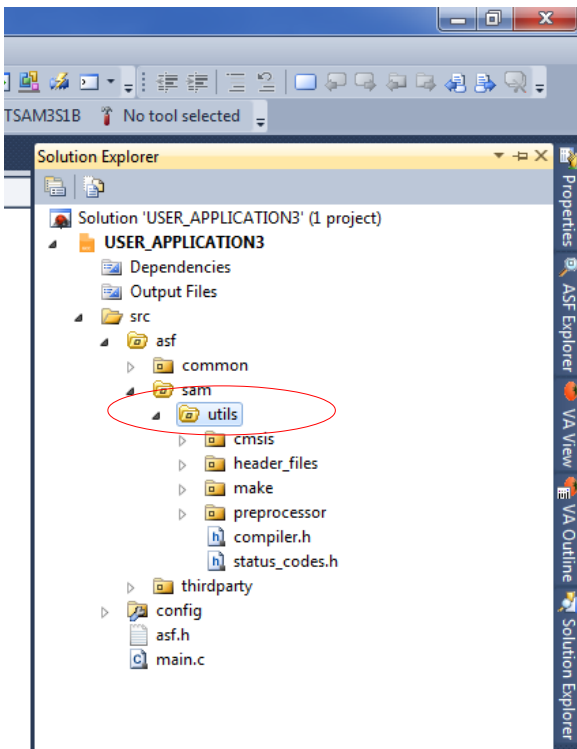 TSAM3S1B No tool selected
Solution Explorer
Solution 'USER_APPLICATION3' (1 project)
USER_APPLICATION3
Dependencies
Output Files
src
asf
common
sam
utils
cmsis
header_files
make
preprocessor
compiler.h
status_codes.h
thirdparty
config
asf.h
main.c
Properties
ASF Explorer
VA View
VA Outline
Solution Explorer